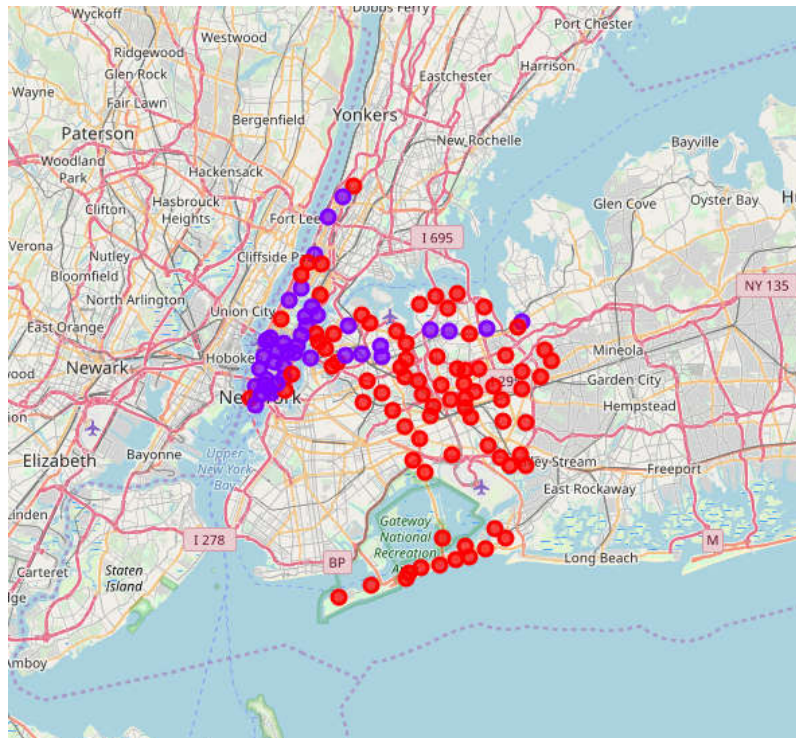 Wyckoff
Dobbs Ferry
Port Chester
Westwood
Ridgewood
Harrison
Glen Rock
Eastchester
Wayne
Fair Lawn
Yonkers
Bergenfield
Paterson
New Rochelle
Bayville
Woodland
Park
Hackensack
Hasbrouck
Heights
Clifton
Fort Lee
Glen Cove
Oyster Bay
Verona
I 695
Nutley
Cliffside
Bloomfield
NY 135
North Arlington
Union City
East Orange
Mineola
Newark
Hoboke
Garden City
Hempstead
Elizabeth
Bayonne
Upper
New York
Bay
Stream
Freeport
East Rockaway
Linden
Gateway
National
Recreation
I 278
M
Long Beach
BP
Carteret
Staten
Island
Amboy